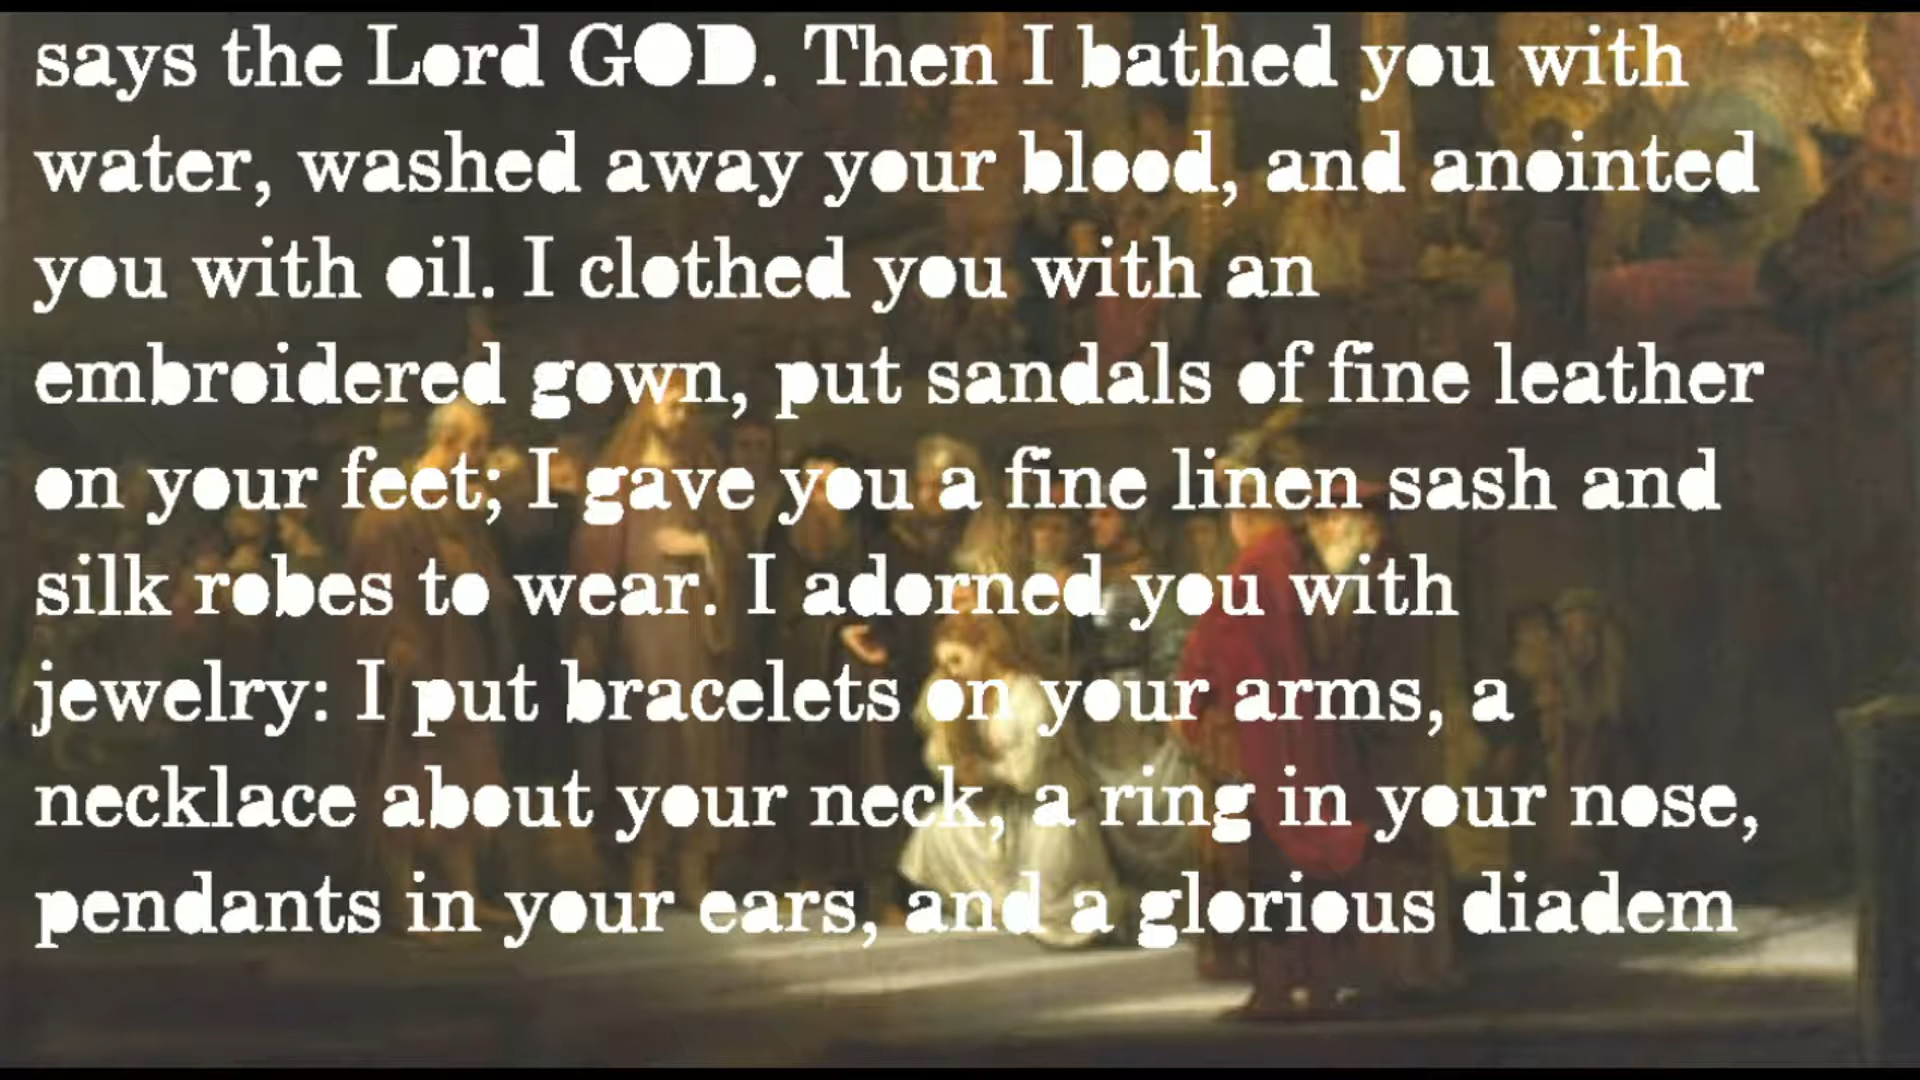 says the Lord GOD. Then I bathed you with
water, washed away your blood, and anointed
you with oil. I clothed you with an
embroidered gown, put sandals of fine leather
on your feet; I gave you a fine linen sash and
silk robes to wear. I adorned you with
jewelry: I put bracelets on your arms, a
necklace about your neck, a ring in your nose,
pendants in your ears, and a glorious diadem